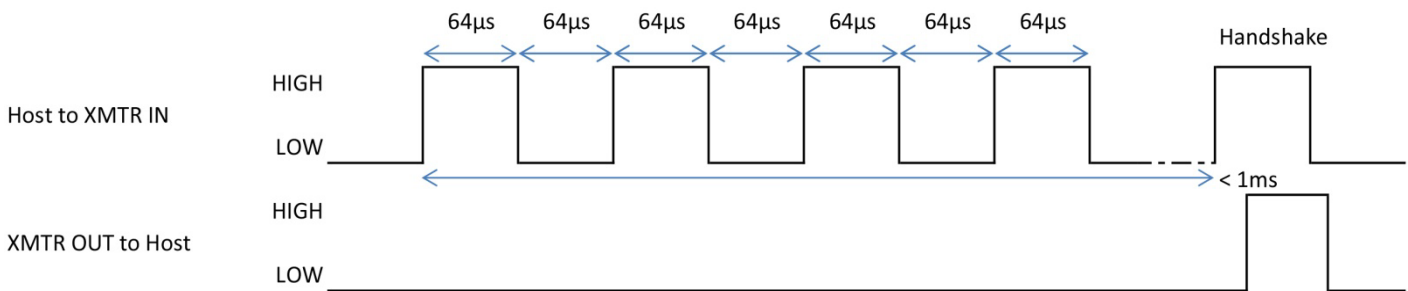 64µs 64µs 64µs 64µs 64µs 64µs 64µs
Handshake
HIGH
Host to XMTR IN
LOW
< 1ms
HIGH
XMTR OUT to Host
LOW